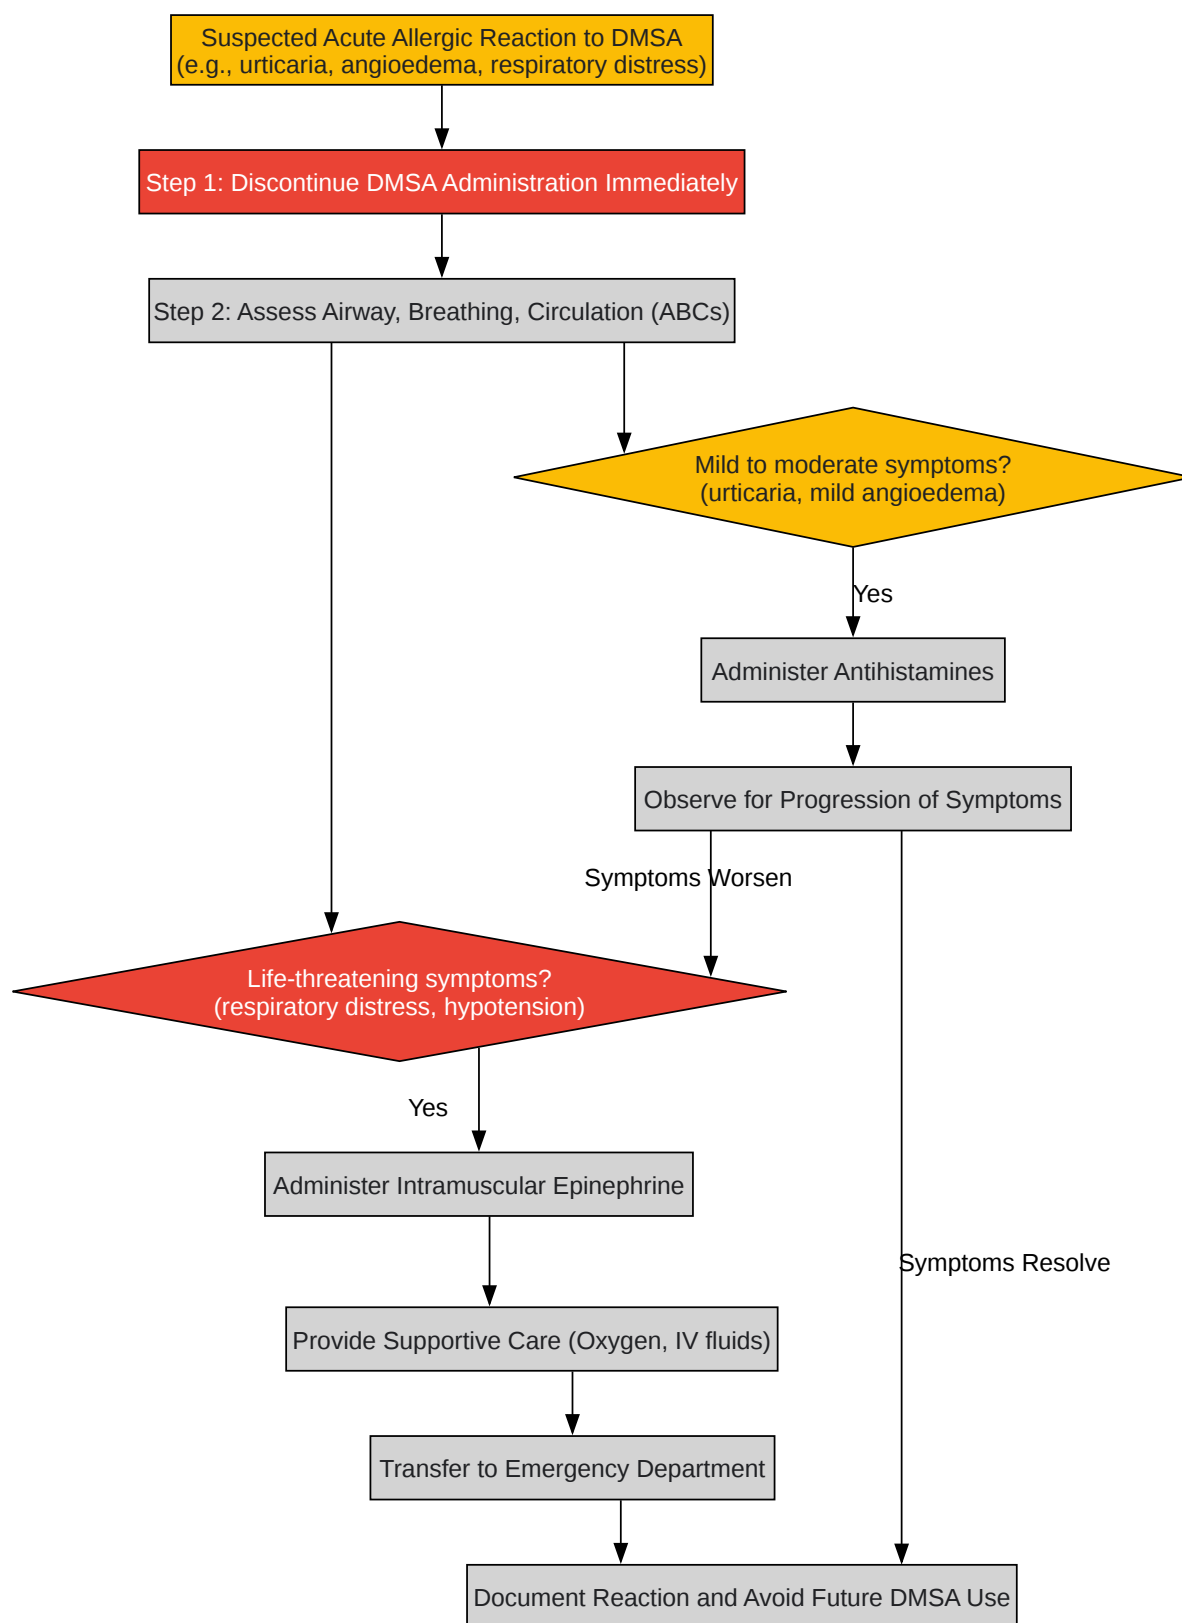 Suspected Acute Allergic Reaction to DMSA
(e.g., urticaria, angioedema, respiratory distress)
Step 1: Discontinue DMSA Administration Immediately
Step 2: Assess Airway, Breathing, Circulation (ABCs)
Mild to moderate symptoms?
(urticaria, mild angioedema)
Yes
Administer Antihistamines
Observe for Progression of Symptoms
Symptoms Worsen
Life-threatening symptoms?
(respiratory distress, hypotension)
Yes
Administer Intramuscular Epinephrine
Symptoms Resolve
Provide Supportive Care (Oxygen, IV fluids)
Transfer to Emergency Department
Document Reaction and Avoid Future DMSA Use